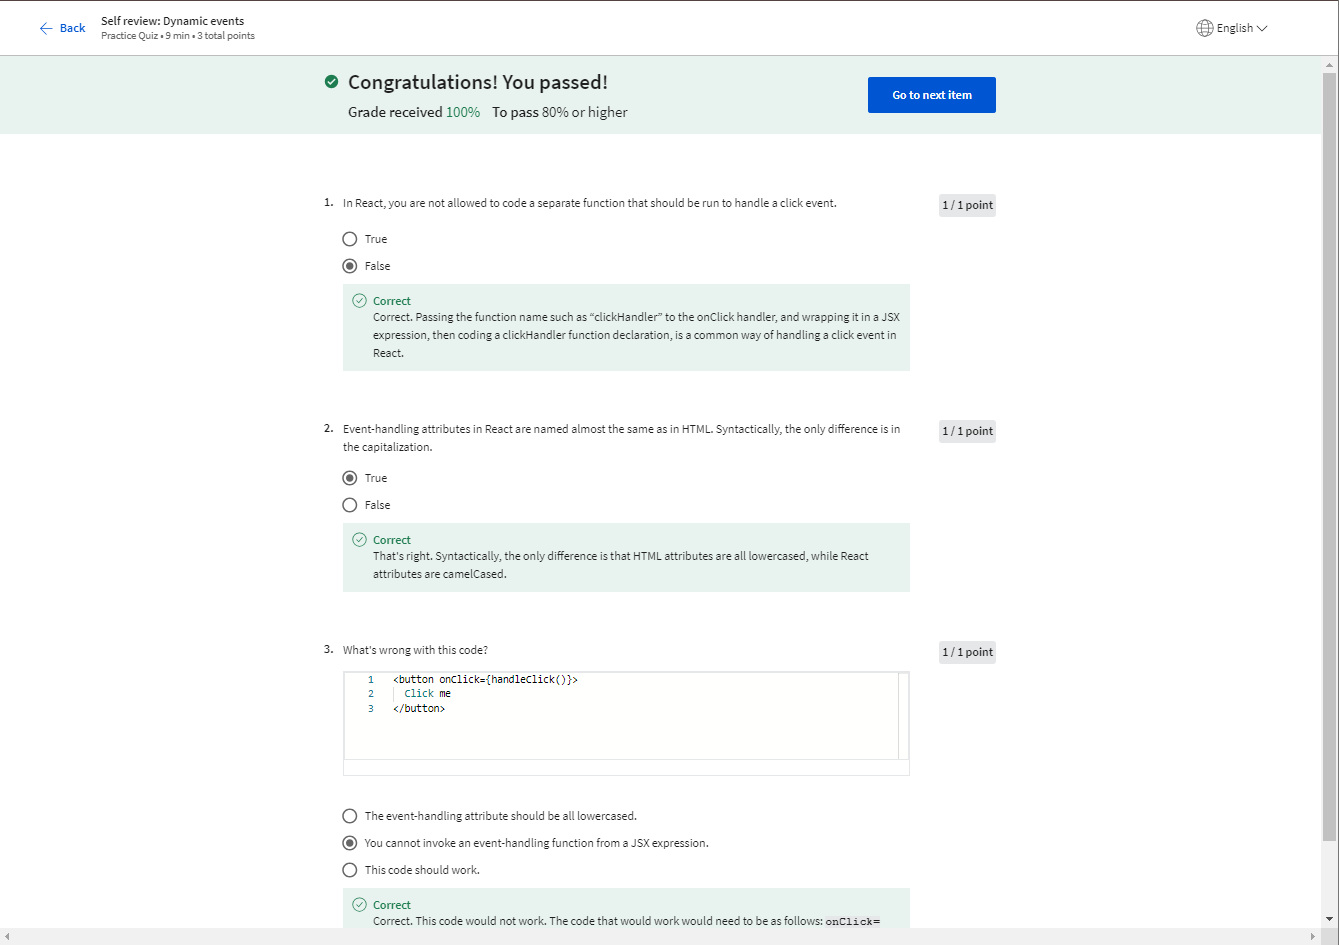 Back
Self review: Dynamic events
Practice Quiz • 9 min • 3 total points
English
Congratulations! You passed!
Grade received 100% To pass 80% or higher
Go to next item
1. In React, you are not allowed to code a separate function that should be run to handle a click event.
1 / 1 point
True
False
Correct
Correct. Passing the function name such as “clickHandler” to the onClick handler, and wrapping it in a JSX
expression, then coding a clickHandler function declaration, is a common way of handling a click event in
React.
2. Event-handling attributes in React are named almost the same as in HTML. Syntactically, the only difference is in
the capitalization.
1 / 1 point
True
False
Correct
That's right. Syntactically, the only difference is that HTML attributes are all lowercased, while React
attributes are camelCased.
3. What's wrong with this code?
1 / 1 point
1 <button onClick={handleClick()}>
2 Click me
3 </button>
The event-handling attribute should be all lowercased.
You cannot invoke an event-handling function from a JSX expression.
This code should work.
Correct
Correct. This code would not work. The code that would work would need to be as follows: onClick=